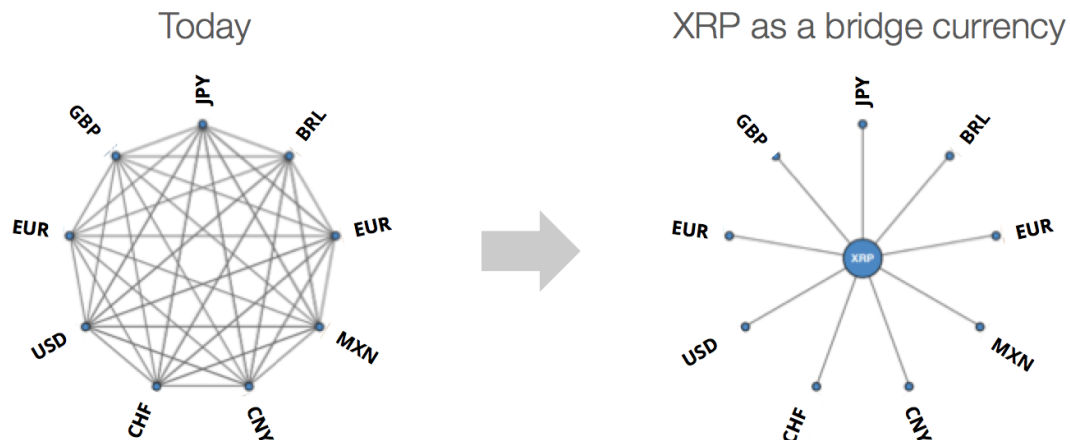 Today
JPY
GBP
BRL
EUR
EUR
USD
MXN
CHF
CNY
XRP as a bridge currency
JPY
GBP
BRL
EUR
EUR
XRP
USD
MXN
CHF
CNY